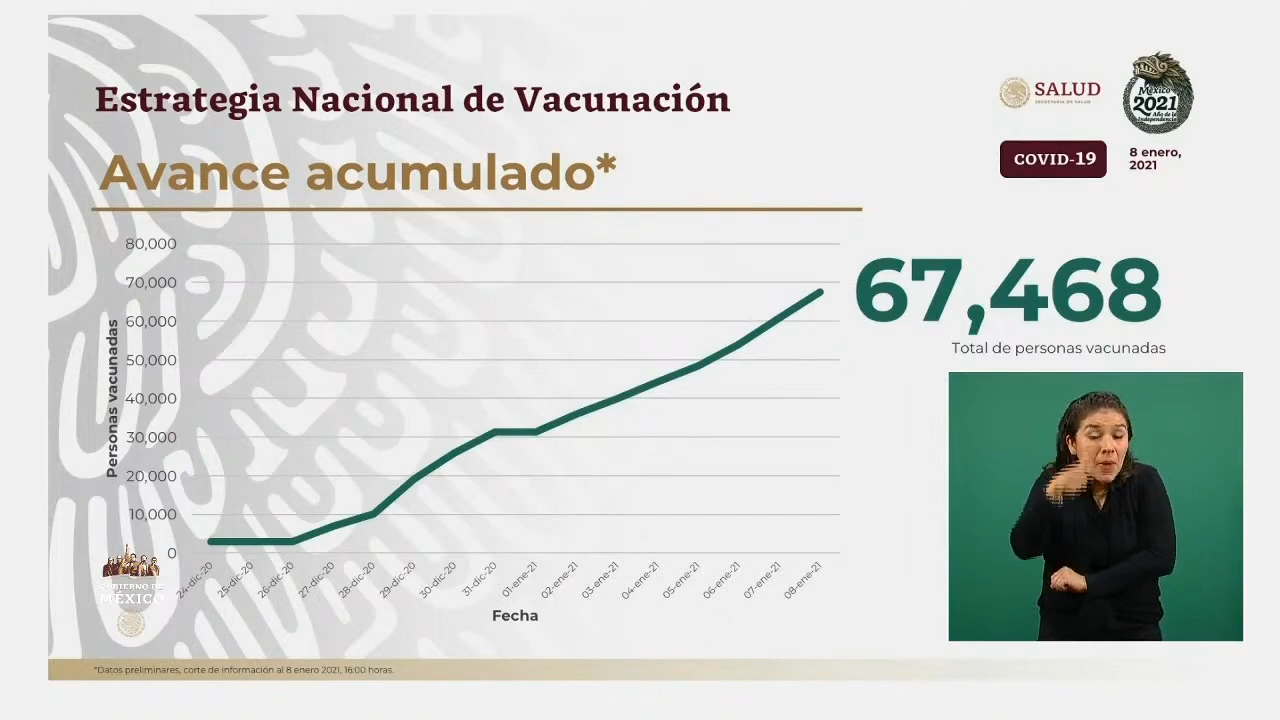 Estrategia Nacional de Vacunación
Avance acumulado*
SALUD
SECRETARÍA DE SALUD
México
2021
Año de la
Independencia
COVID-19
8 enero,
2021
80,000
70,000
60,000
50,000
40,000
30,000
20,000
10,000
0
Personas vacunadas
24-dic-20
25-dic-20
26-dic-20
27-dic-20
28-dic-20
29-dic-20
30-dic-20
31-dic-20
01-ene-21
02-ene-21
03-ene-21
04-ene-21
05-ene-21
06-ene-21
07-ene-21
08-ene-21
Fecha
67,468
Total de personas vacunadas
GOBIERNO DE
MÉXICO
*Datos preliminares, corte de información al 8 enero 2021, 16:00 horas.